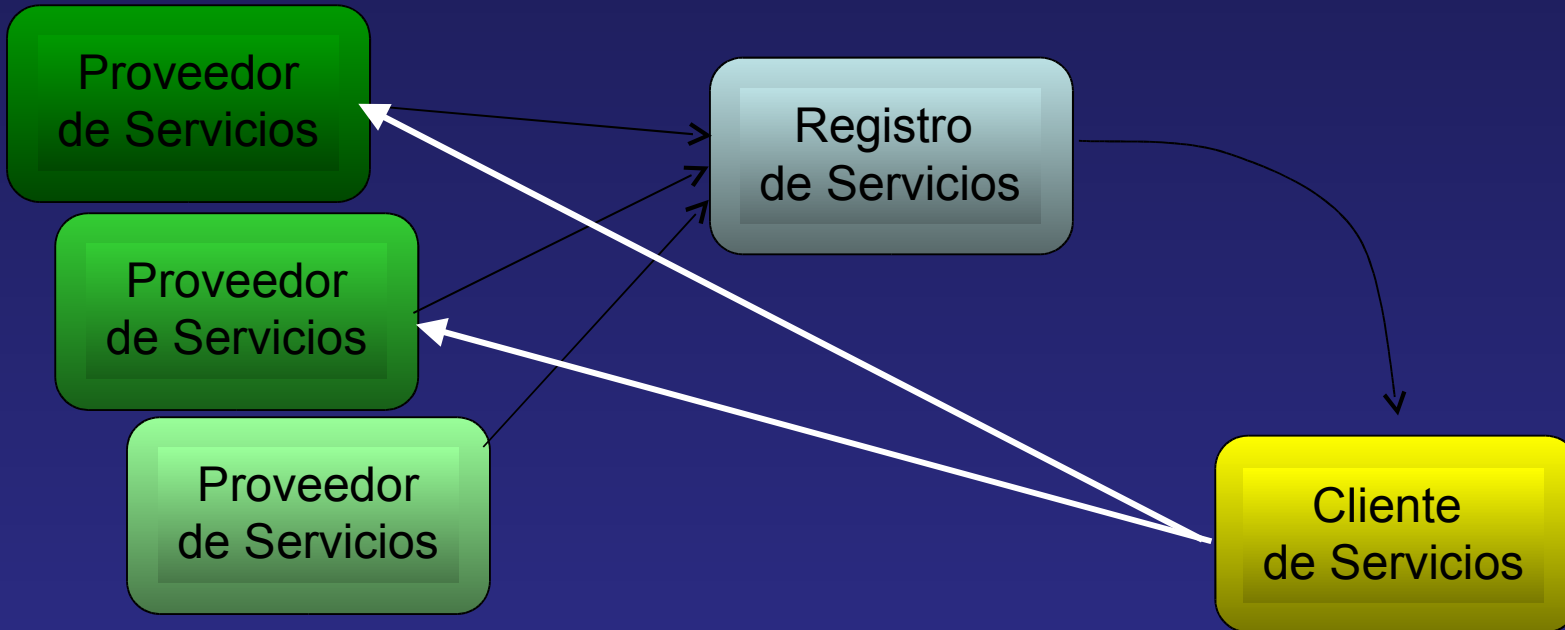 Proveedor
de Servicios
Registro
de Servicios
Proveedor
de Servicios
Proveedor
de Servicios
Cliente
de Servicios